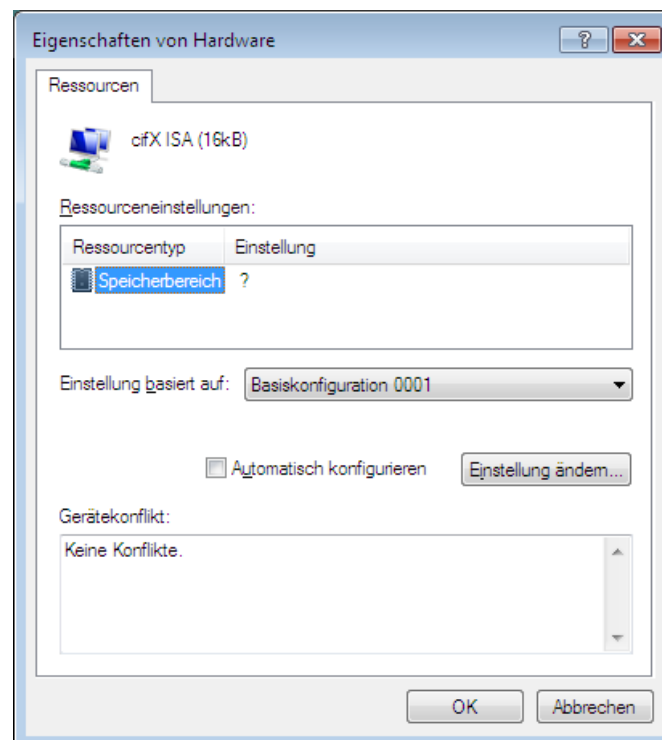 Eigenschaften von Hardware
Ressourcen
cifX ISA (16kB)
Ressourceneinstellungen:
Ressourcentyp Einstellung
Speicherbereich ?
Einstellung basiert auf: Basiskonfiguration 0001
Automatisch konfigurieren Einstellung ändern...
Gerätekonflikt:
Keine Konflikte.
OK Abbrechen